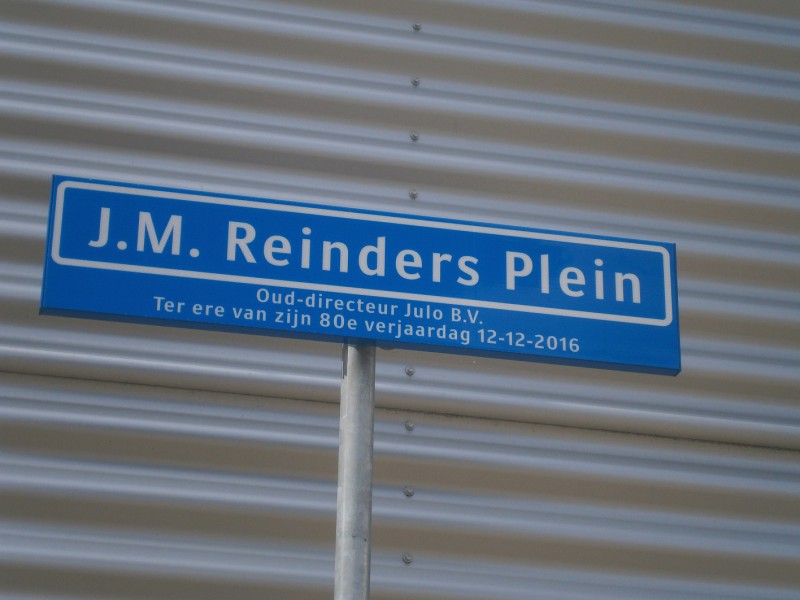 J.M. Reinders Plein
Oud-directeur Julo B.V.
Ter ere van zijn 80e verjaardag 12-12-2016